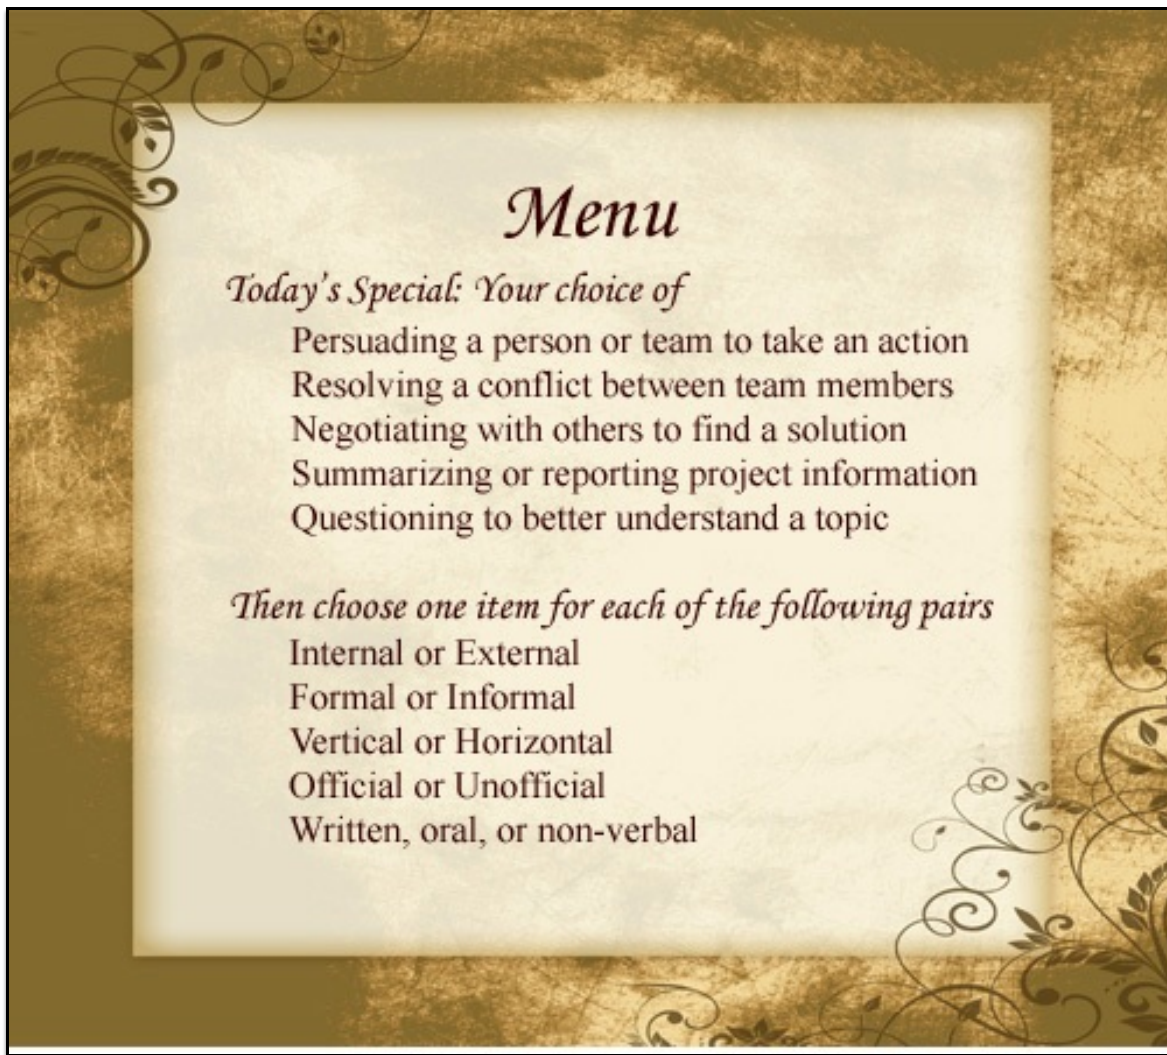 Menu
Today's Special: Your choice of
Persuading a person or team to take an action
Resolving a conflict between team members
Negotiating with others to find a solution
Summarizing or reporting project information
Questioning to better understand a topic
Then choose one item for each of the following pairs
Internal or External
Formal or Informal
Vertical or Horizontal
Official or Unofficial
Written, oral, or non-verbal